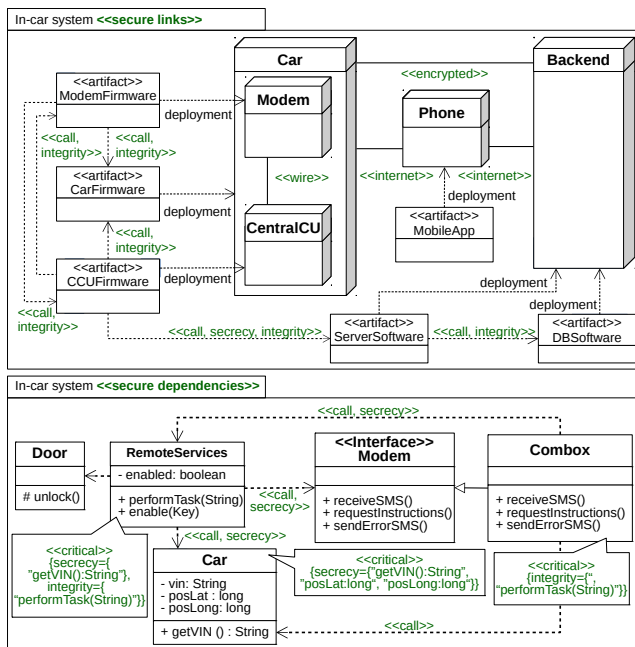 In-car system <<secure links>>
<<artifact>>
ModemFirmware
deployment
<<call,
integrity>>
<<call,
integrity>>
<<artifact>>
CarFirmware
deployment
<<call,
integrity>>
<<artifact>>
CCUFirmware
deployment
<<call,
integrity>>
Car
Modem
<<wire>>
CentralCU
<<encrypted>>
Phone
<<internet>>
<<internet>>
deployment
<<artifact>>
MobileApp
Backend
deployment
deployment
<<call, secrecy, integrity>>
<<artifact>>
ServerSoftware
<<call, integrity>>
<<artifact>>
DBSoftware
In-car system <<secure dependencies>>
<<call, secrecy>>
Door
# unlock()
RemoteServices
- enabled: boolean
+ performTask(String)
+ enable(Key)
<<call,
secrecy>>
<<Interface>>
Modem
+ receiveSMS()
+ requestInstructions()
+ sendErrorSMS()
Combox
+ receiveSMS()
+ requestInstructions()
+ sendErrorSMS()
<<call, secrecy>>
<<critical>>
{secrecy={
"getVIN():String"},
integrity={
"performTask(String)"}}
Car
- vin: String
- posLat : long
- posLong: long
+ getVIN () : String
<<critical>>
{secrecy={"getVIN():String",
"posLat:long", "posLong:long"}}
<<critical>>
{integrity={",
"performTask(String)"}}
<<call>>